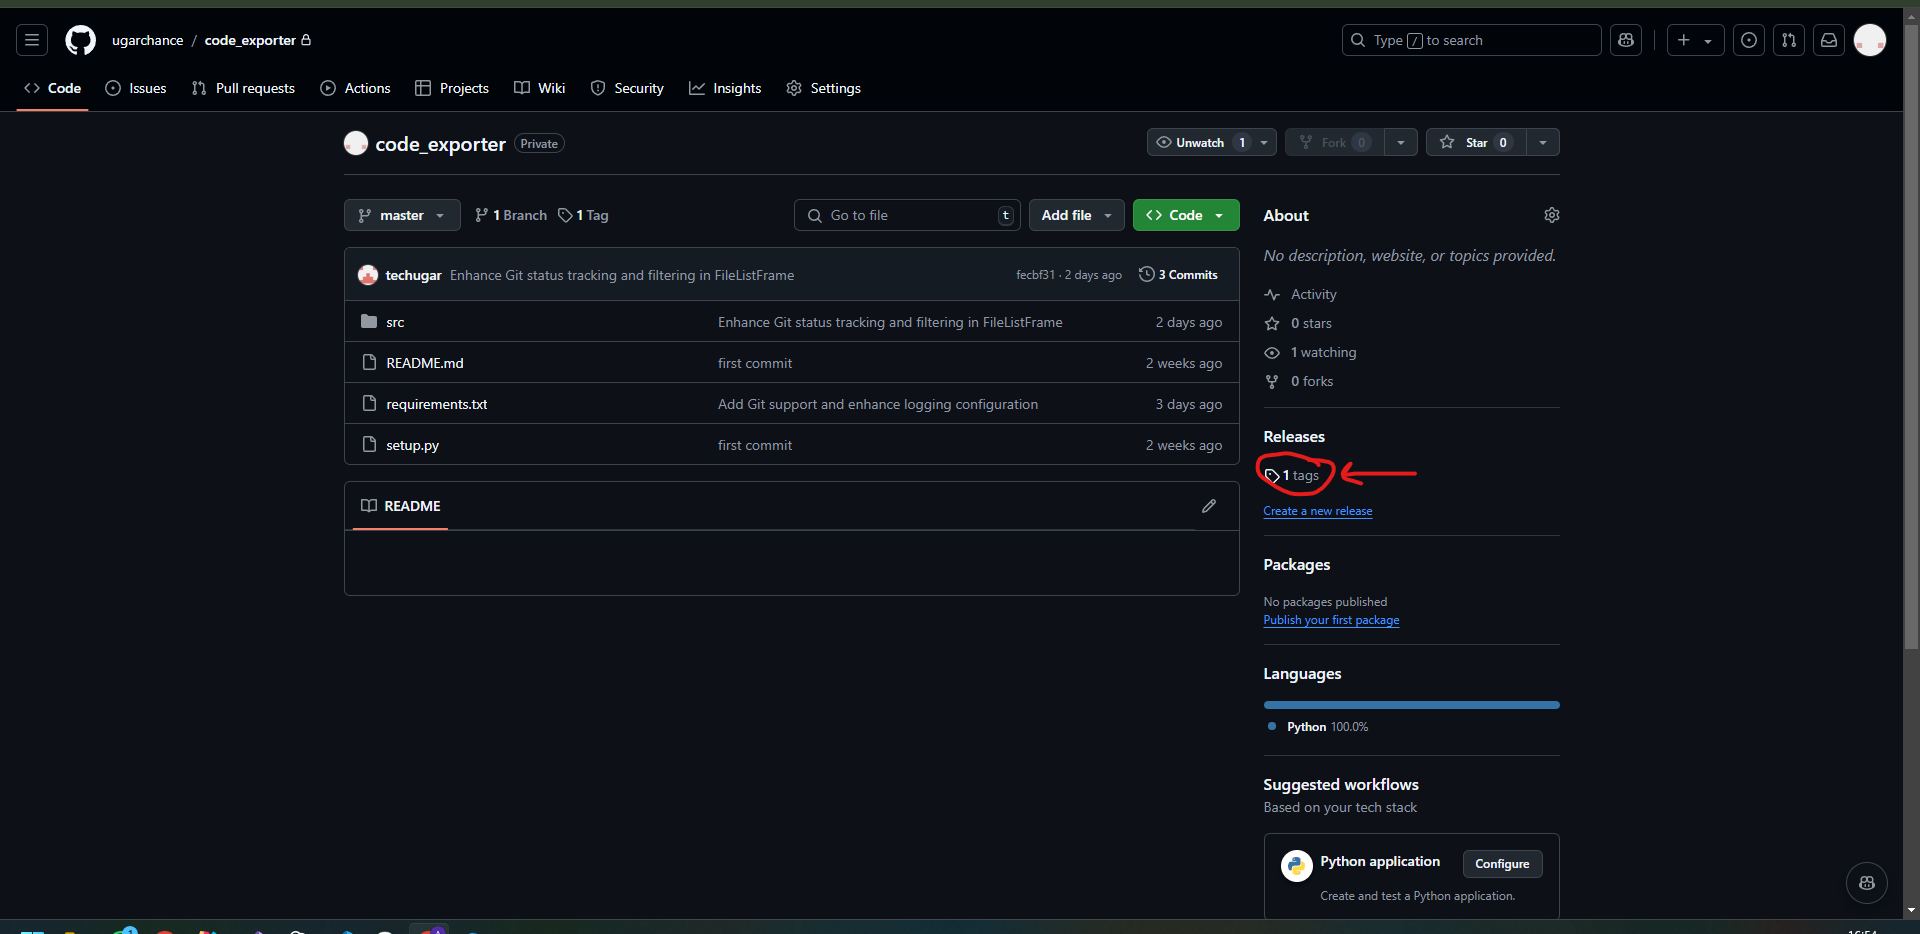 ugarchance / code_exporter
Type / to search
Code Issues Pull requests Actions Projects Wiki Security Insights Settings
code_exporter Private
Unwatch 1 Fork 0 Star 0
master 1 Branch 1 Tag Go to file t Add file Code
techugar Enhance Git status tracking and filtering in FileListFrame fecbf31 · 2 days ago 3 Commits
src Enhance Git status tracking and filtering in FileListFrame 2 days ago
README.md first commit 2 weeks ago
requirements.txt Add Git support and enhance logging configuration 3 days ago
setup.py first commit 2 weeks ago
README
About
No description, website, or topics provided.
Activity
0 stars
1 watching
0 forks
Releases
1 tags
Create a new release
Packages
No packages published
Publish your first package
Languages
Python 100.0%
Suggested workflows
Based on your tech stack
Python application Configure
Create and test a Python application.